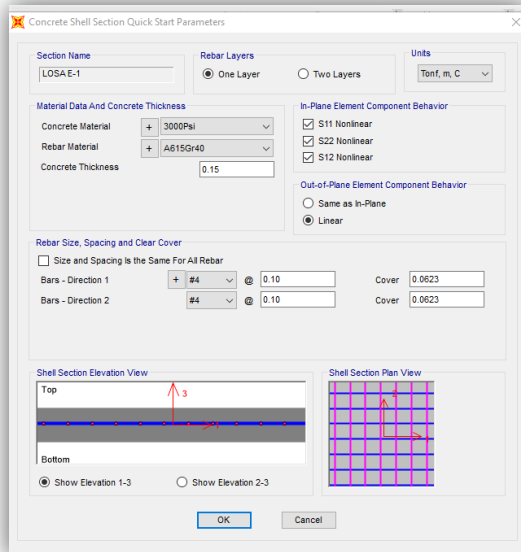 Concrete Shell Section Quick Start Parameters
Section Name
LOSA E-1
Rebar Layers
One Layer
Two Layers
Units
Tonf, m, C
Material Data And Concrete Thickness
Concrete Material
+
3000Psi
Rebar Material
+
A615Gr40
Concrete Thickness
0.15
In-Plane Element Component Behavior
S11 Nonlinear
S22 Nonlinear
S12 Nonlinear
Out-of-Plane Element Component Behavior
Same as In-Plane
Linear
Rebar Size, Spacing and Clear Cover
Size and Spacing Is the Same For All Rebar
Bars - Direction 1 + #4 @ 0.10 Cover 0.0623
Bars - Direction 2 #4 @ 0.10 Cover 0.0623
Shell Section Elevation View
Top
3
Bottom
Show Elevation 1-3
Show Elevation 2-3
Shell Section Plan View
2
OK
Cancel